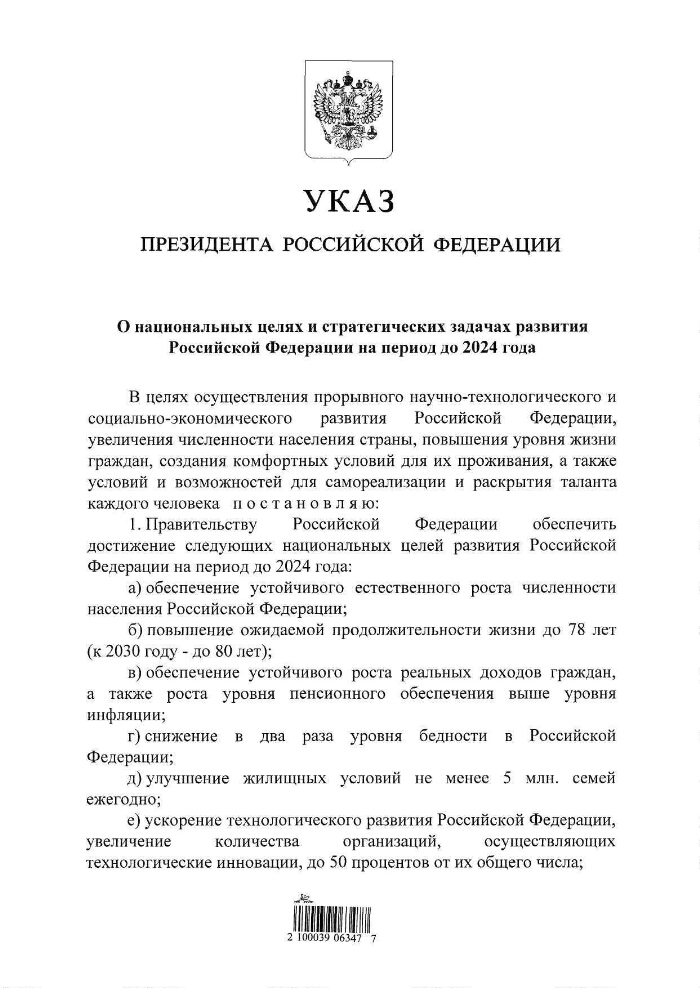 УКАЗ
ПРЕЗИДЕНТА РОССИЙСКОЙ ФЕДЕРАЦИИ
О национальных целях и стратегических задачах развития
Российской Федерации на период до 2024 года
В целях осуществления прорывного научно-технологического и
социально-экономического развития Российской Федерации,
увеличения численности населения страны, повышения уровня жизни
граждан, создания комфортных условий для их проживания, а также
условий и возможностей для самореализации и раскрытия таланта
каждого человека п о с т а н о в л я ю:
1. Правительству Российской Федерации обеспечить
достижение следующих национальных целей развития Российской
Федерации на период до 2024 года:
а) обеспечение устойчивого естественного роста численности
населения Российской Федерации;
б) повышение ожидаемой продолжительности жизни до 78 лет
(к 2030 году - до 80 лет);
в) обеспечение устойчивого роста реальных доходов граждан,
а также роста уровня пенсионного обеспечения выше уровня
инфляции;
г) снижение в два раза уровня бедности в Российской
Федерации;
д) улучшение жилищных условий не менее 5 млн. семей
ежегодно;
е) ускорение технологического развития Российской Федерации,
увеличение количества организаций, осуществляющих
технологические инновации, до 50 процентов от их общего числа;
2 100039 06347 7